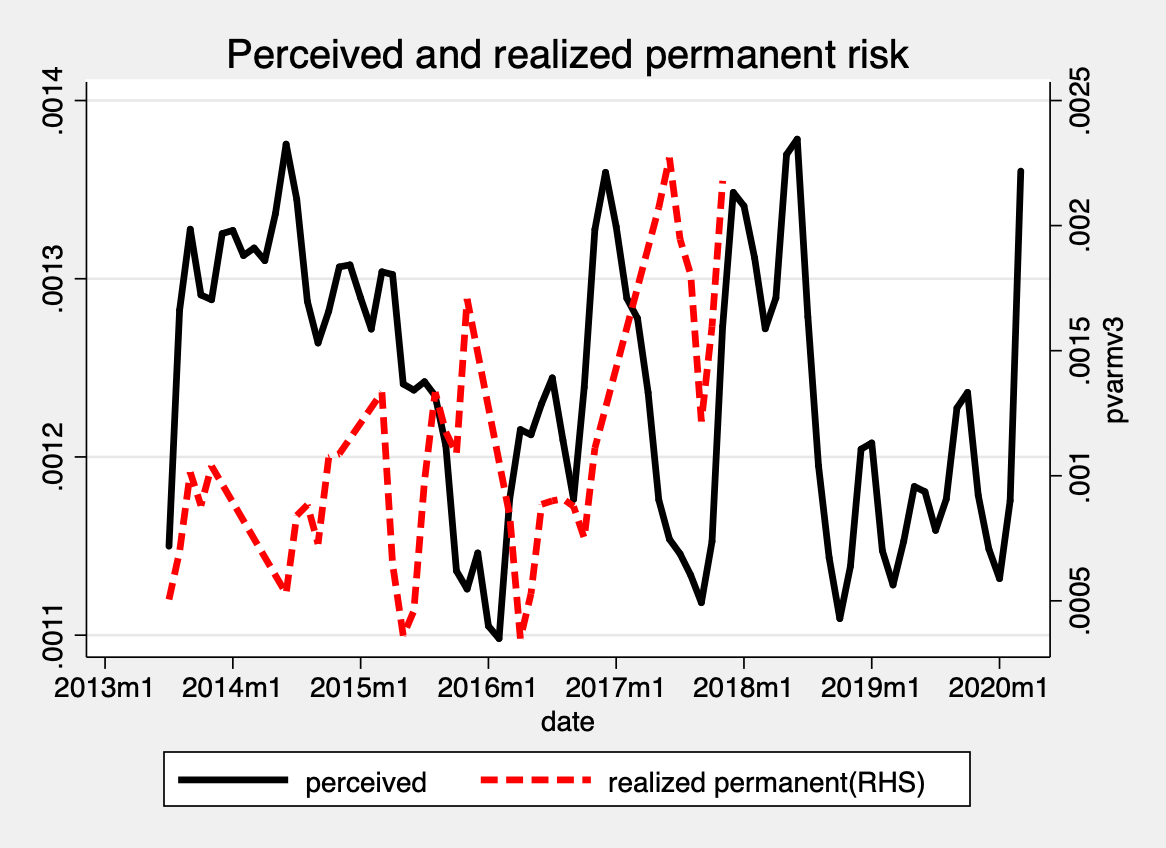 Perceived and realized permanent risk
.0014
.0013
.0012
.0011
.0025
.002
.0015
.001
.0005
pvarmv3
2013m1 2014m1 2015m1 2016m1 2017m1 2018m1 2019m1 2020m1
date
perceived realized permanent(RHS)